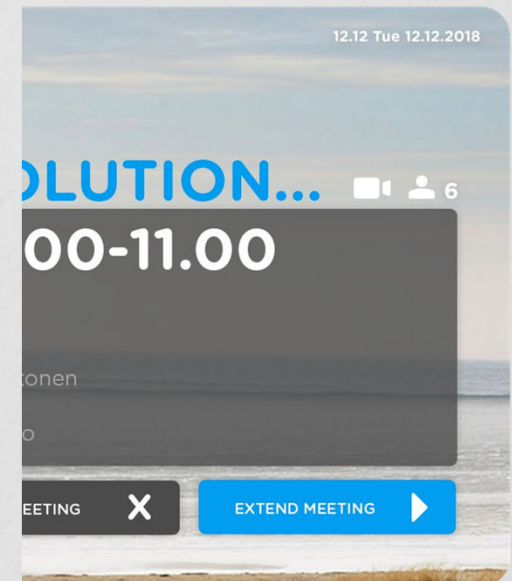 12.12 Tue 12.12.2018
OLUTION... 6
00-11.00
tonen
o
EETING X
EXTEND MEETING